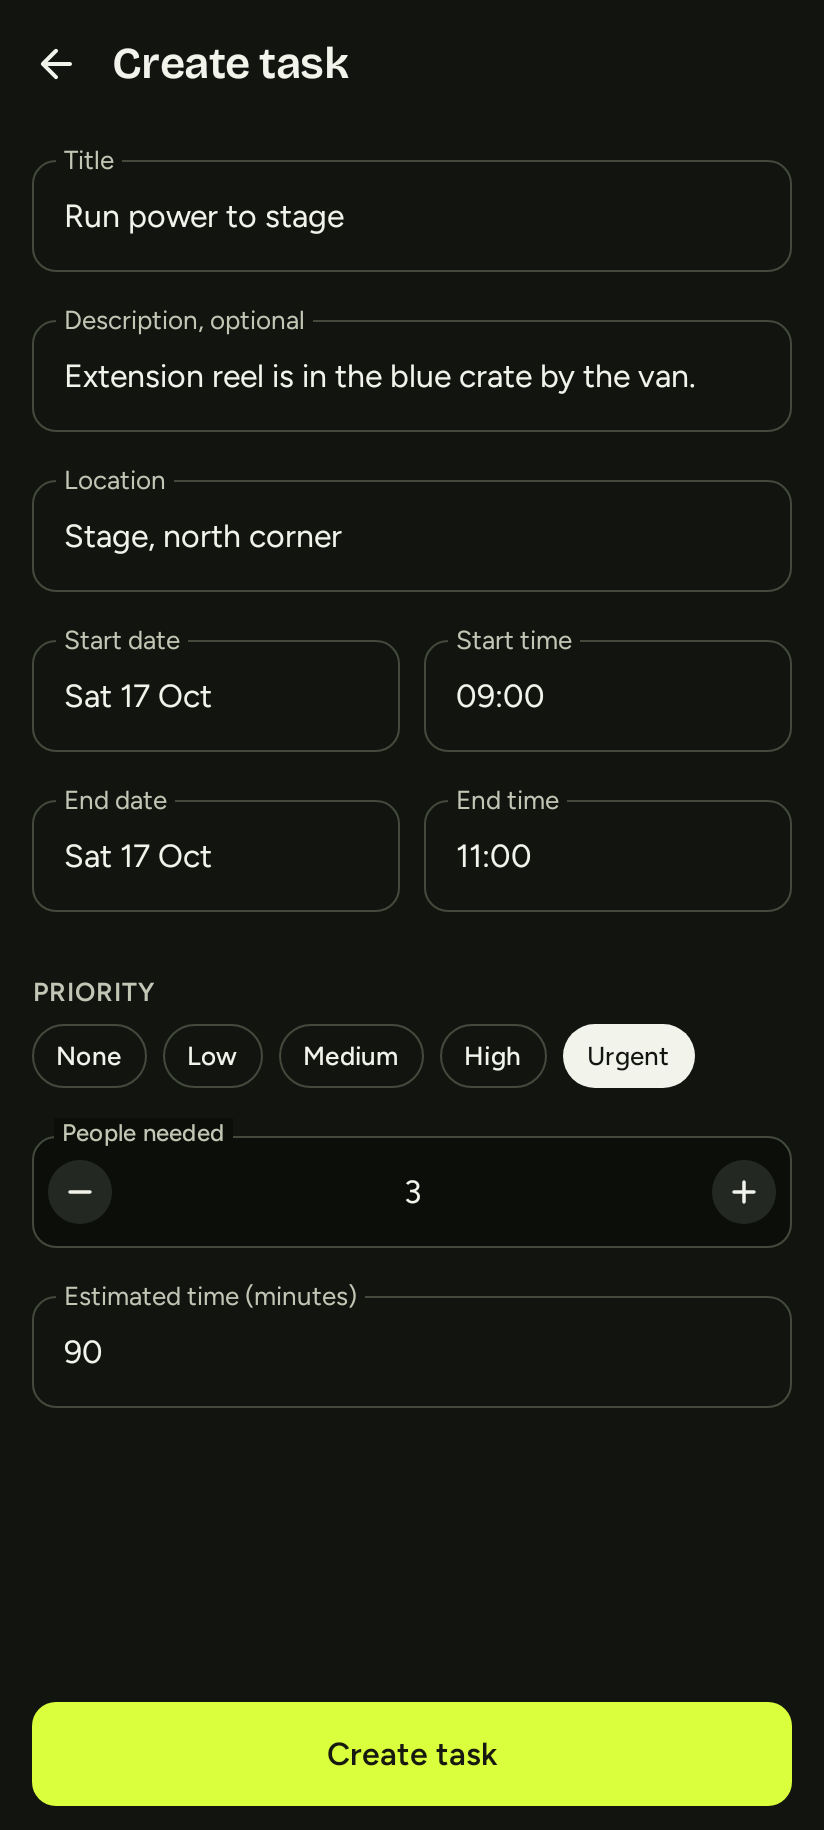 Create task
Title
Run power to stage
Description, optional
Extension reel is in the blue crate by the van.
Location
Stage, north corner
Start date
Sat 17 Oct
Start time
09:00
End date
Sat 17 Oct
End time
11:00
PRIORITY
None
Low
Medium
High
Urgent
People needed
3
Estimated time (minutes)
90
Create task